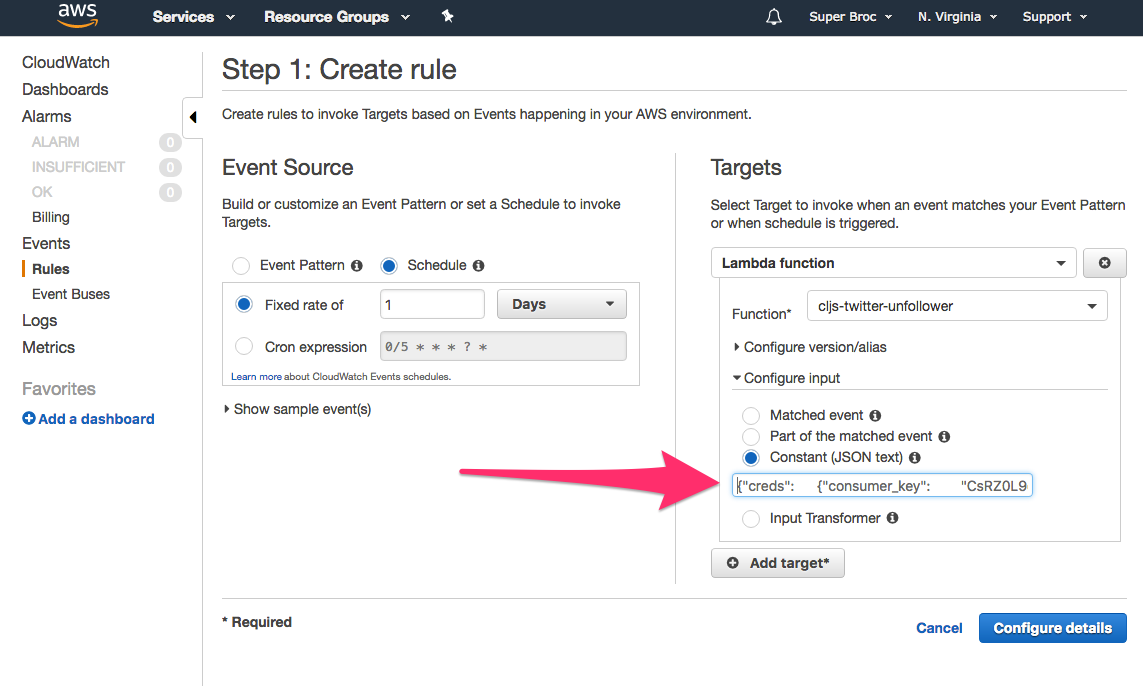 aws
Services
Resource Groups
Super Broc
N. Virginia
Support
CloudWatch
Dashboards
Alarms
ALARM 0
INSUFFICIENT 0
OK 0
Billing
Events
Rules
Event Buses
Logs
Metrics
Favorites
Add a dashboard
Step 1: Create rule
Create rules to invoke Targets based on Events happening in your AWS environment.
Event Source
Build or customize an Event Pattern or set a Schedule to invoke
Targets.
Event Pattern
Schedule
Fixed rate of 1 Days
Cron expression 0/5 * * * ? *
Learn more about CloudWatch Events schedules.
Show sample event(s)
Targets
Select Target to invoke when an event matches your Event Pattern
or when schedule is triggered.
Lambda function
Function* cljs-twitter-unfollower
Configure version/alias
Configure input
Matched event
Part of the matched event
Constant (JSON text)
{"creds": {"consumer_key": "CsRZ0L9
Input Transformer
Add target*
* Required
Cancel
Configure details